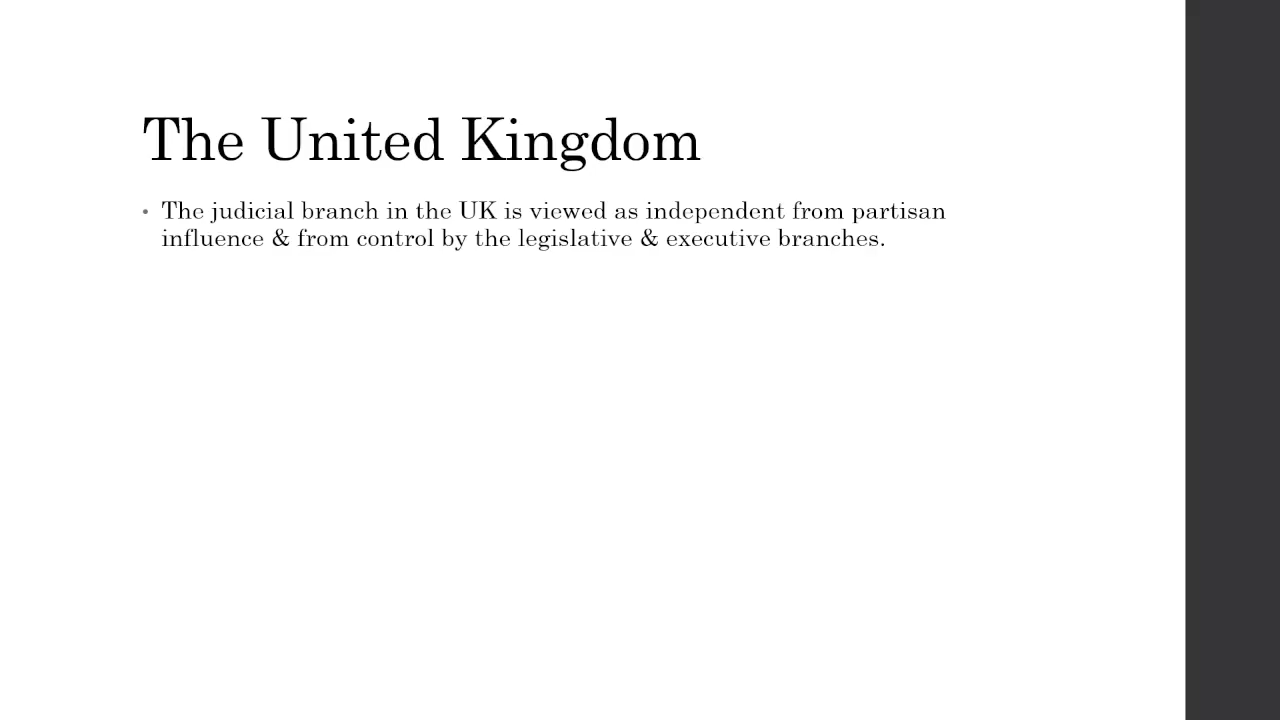 The United Kingdom
• The judicial branch in the UK is viewed as independent from partisan
influence & from control by the legislative & executive branches.